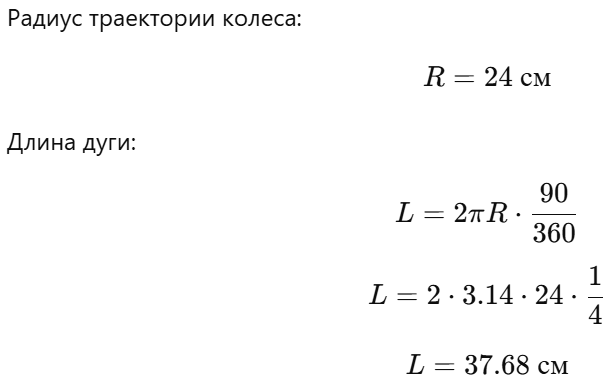 Радиус траектории колеса:
R = 24 см
Длина дуги:
L = 2πR · 90/360
L = 2 · 3.14 · 24 · 1/4
L = 37.68 см